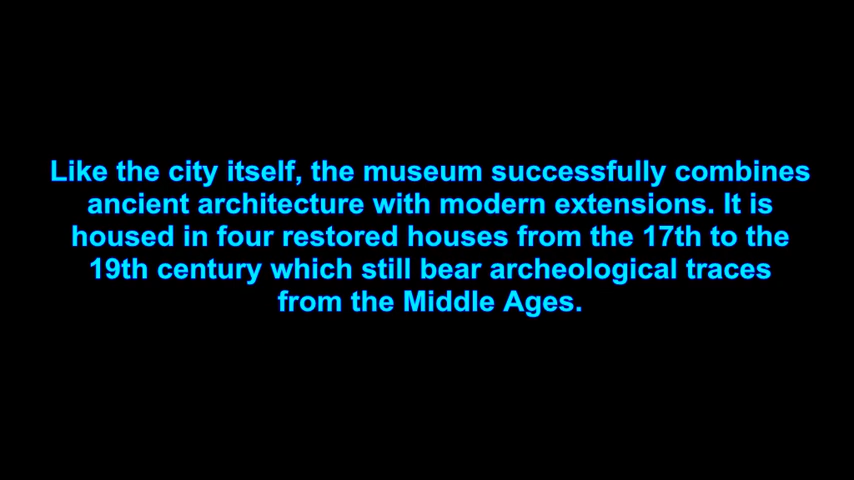 Like the city itself, the museum successfully combines
ancient architecture with modern extensions. It is
housed in four restored houses from the 17th to the
19th century which still bear archeological traces
from the Middle Ages.